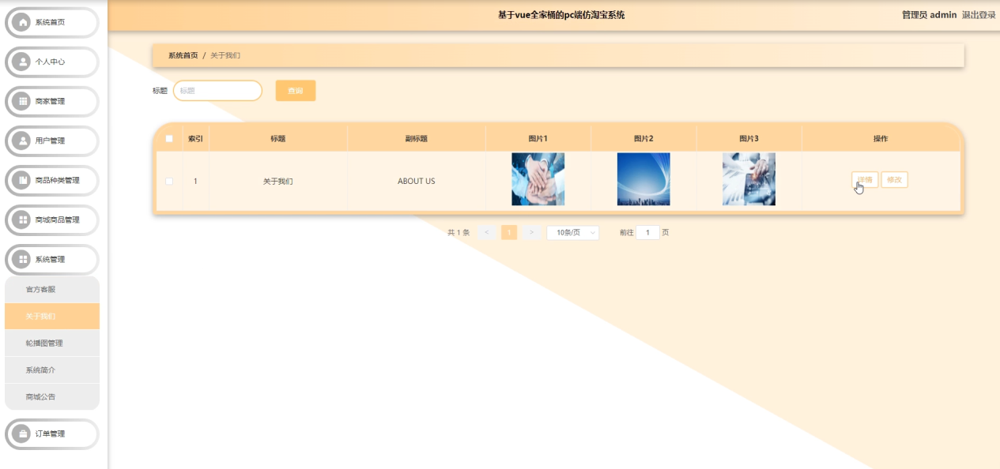 基于vue全家桶的pc端仿淘宝系统
管理员 admin 退出登录
系统首页
个人中心
商家管理
用户管理
商品种类管理
商城商品管理
系统管理
官方客服
关于我们
轮播图管理
系统简介
商城公告
订单管理
系统首页 / 关于我们
标题 标题 查询
索引 标题 副标题 图片1 图片2 图片3 操作
1 关于我们 ABOUT US 详情 修改
共 1 条 < 1 > 10条/页 前往 1 页